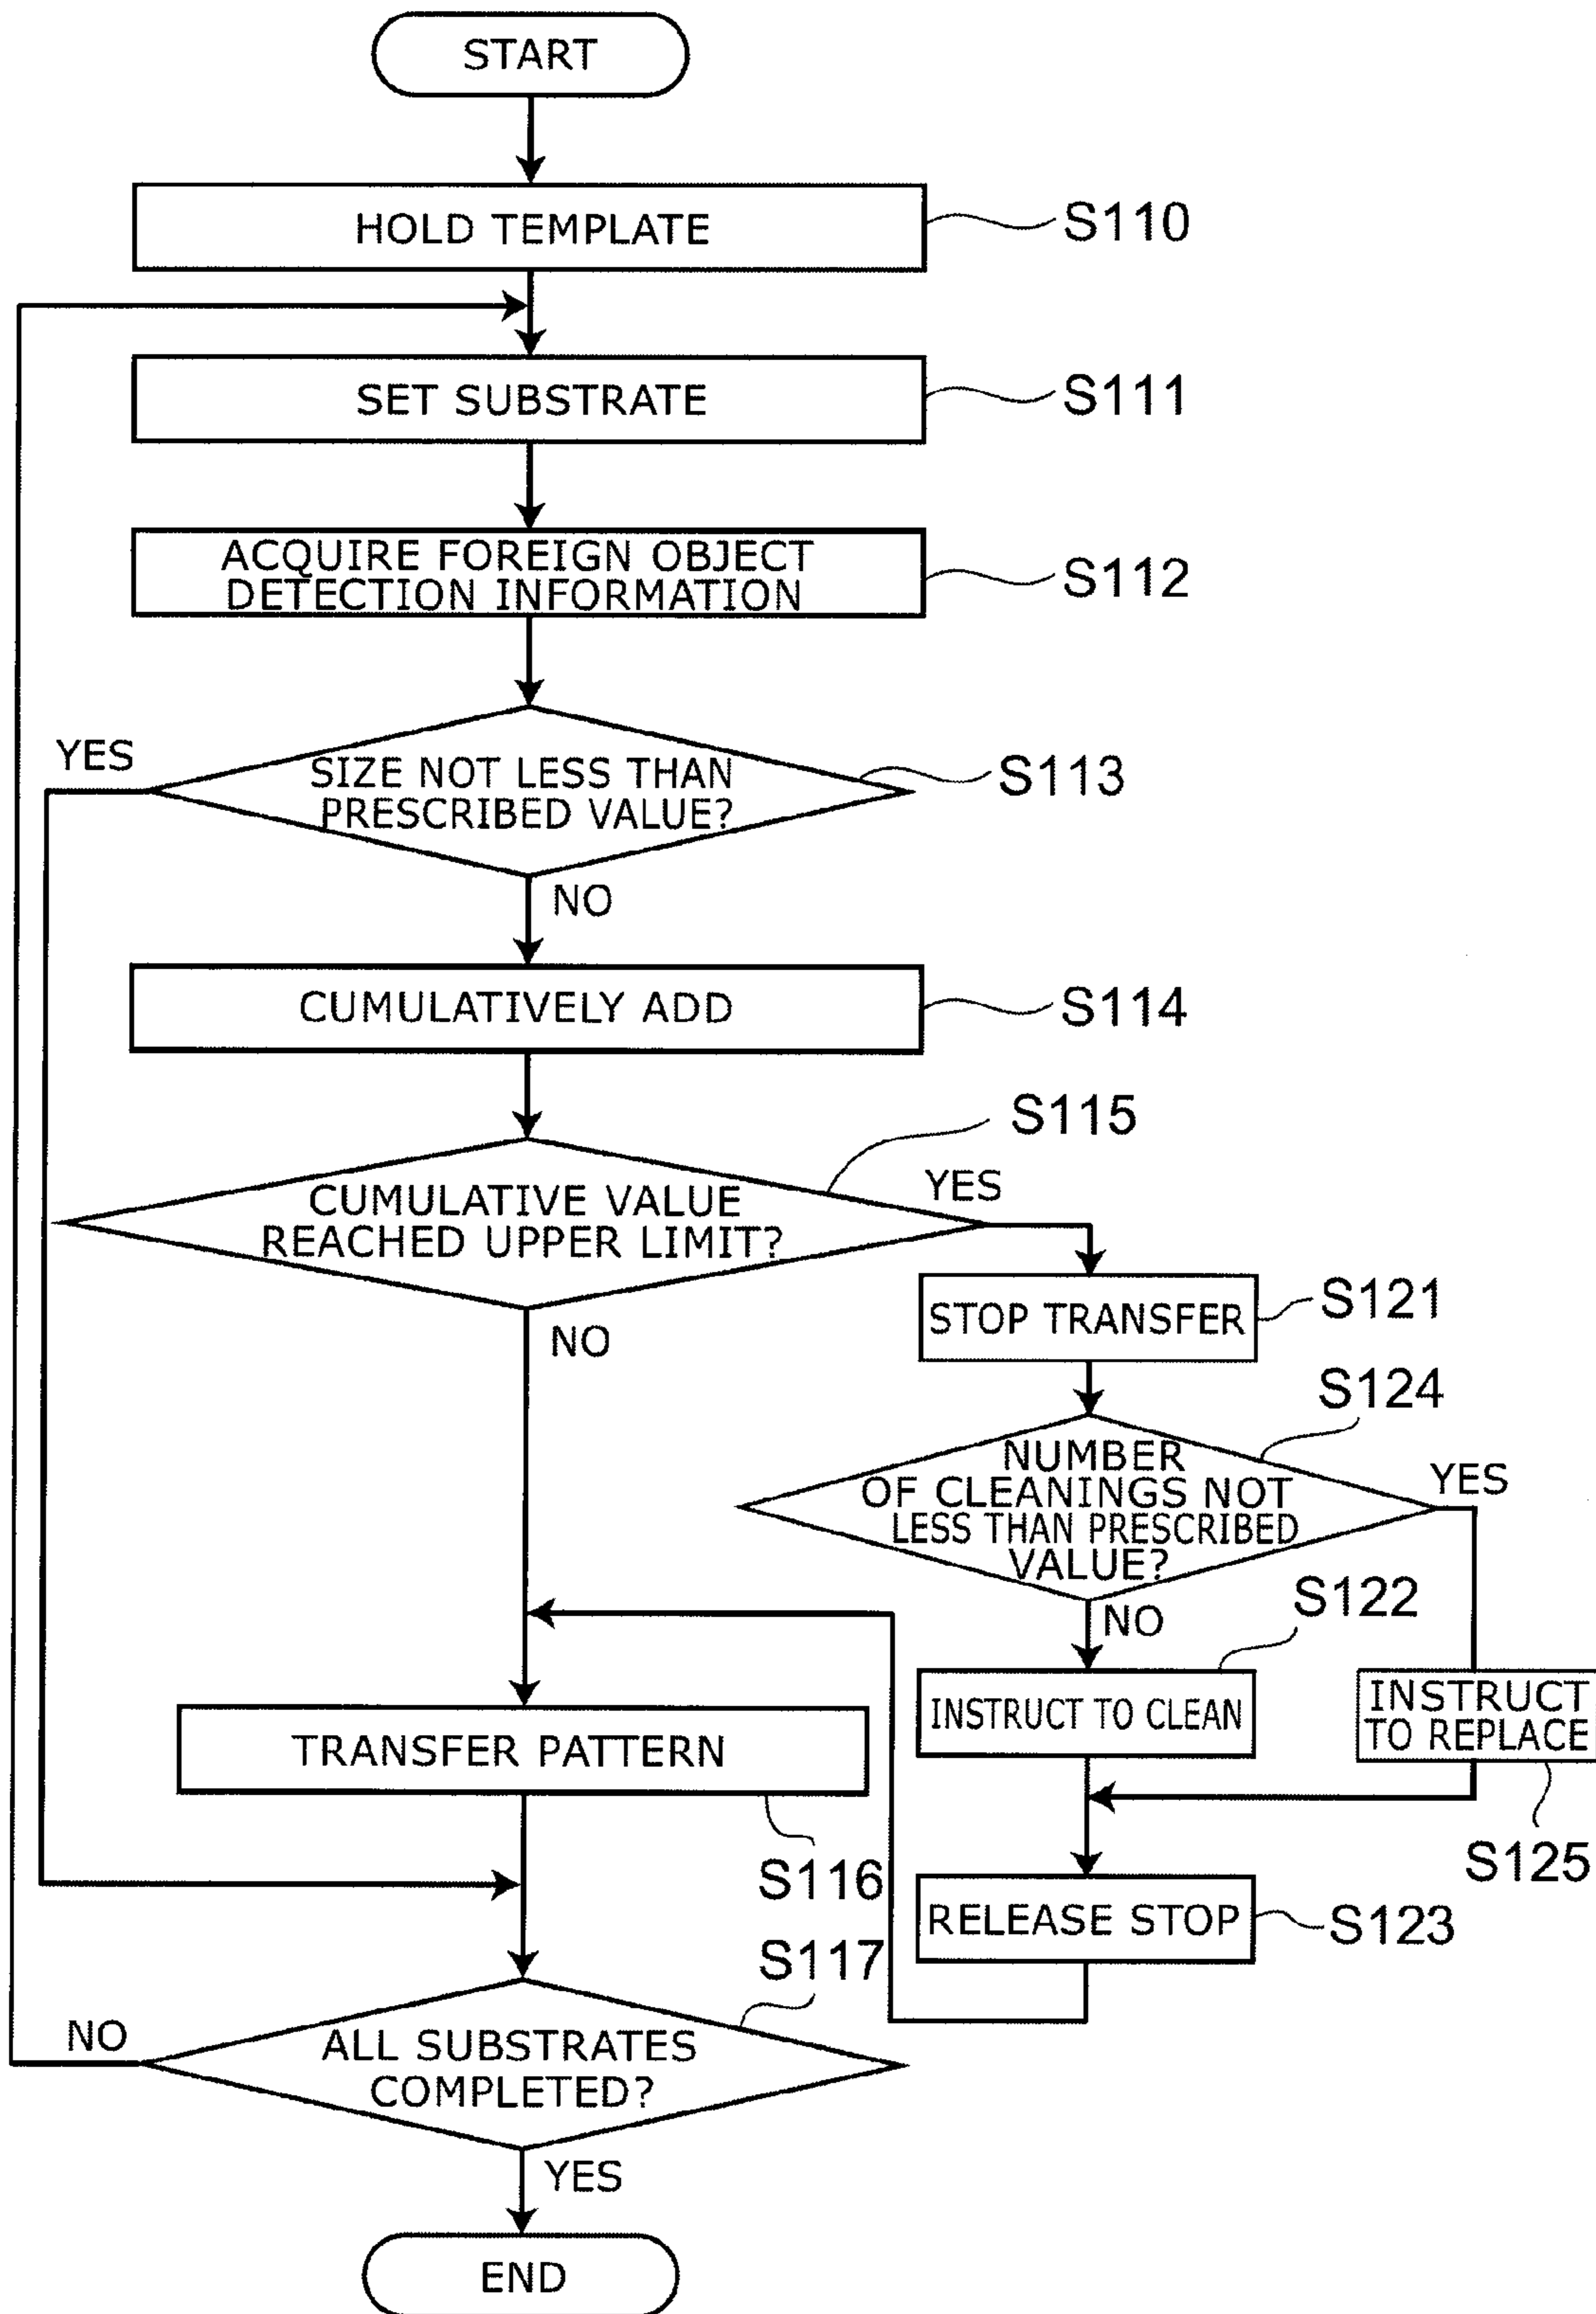 START
HOLD TEMPLATE
S110
SET SUBSTRATE
S111
ACQUIRE FOREIGN OBJECT
DETECTION INFORMATION
S112
YES
SIZE NOT LESS THAN
PRESCRIBED VALUE?
S113
NO
CUMULATIVELY ADD
S114
S115
CUMULATIVE VALUE
REACHED UPPER LIMIT?
YES
NO
STOP TRANSFER
S121
S124
NUMBER
OF CLEANINGS NOT
LESS THAN PRESCRIBED
VALUE?
YES
NO
S122
INSTRUCT TO CLEAN
INSTRUCT
TO REPLACE
S125
TRANSFER PATTERN
S116
RELEASE STOP
S123
S117
NO
ALL SUBSTRATES
COMPLETED?
YES
END